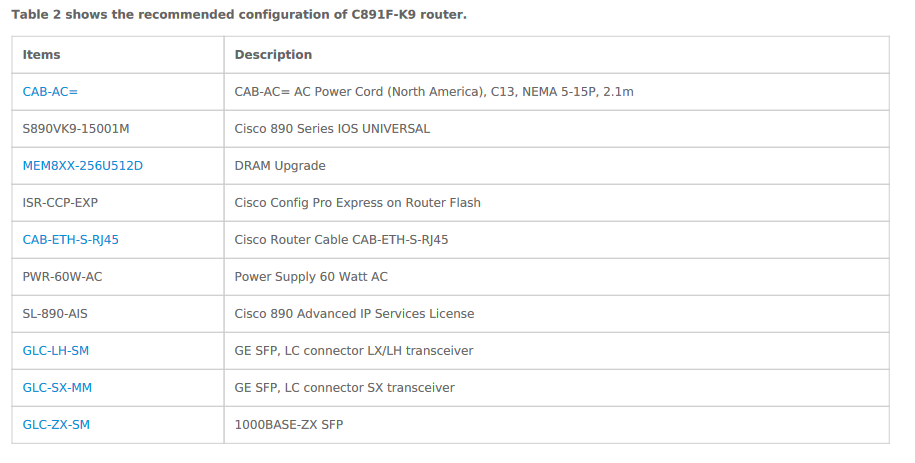 Table 2 shows the recommended configuration of C891F-K9 router.
Items Description
CAB-AC= CAB-AC= AC Power Cord (North America), C13, NEMA 5-15P, 2.1m
S890VK9-15001M Cisco 890 Series IOS UNIVERSAL
MEM8XX-256U512D DRAM Upgrade
ISR-CCP-EXP Cisco Config Pro Express on Router Flash
CAB-ETH-S-RJ45 Cisco Router Cable CAB-ETH-S-RJ45
PWR-60W-AC Power Supply 60 Watt AC
SL-890-AIS Cisco 890 Advanced IP Services License
GLC-LH-SM GE SFP, LC connector LX/LH transceiver
GLC-SX-MM GE SFP, LC connector SX transceiver
GLC-ZX-SM 1000BASE-ZX SFP